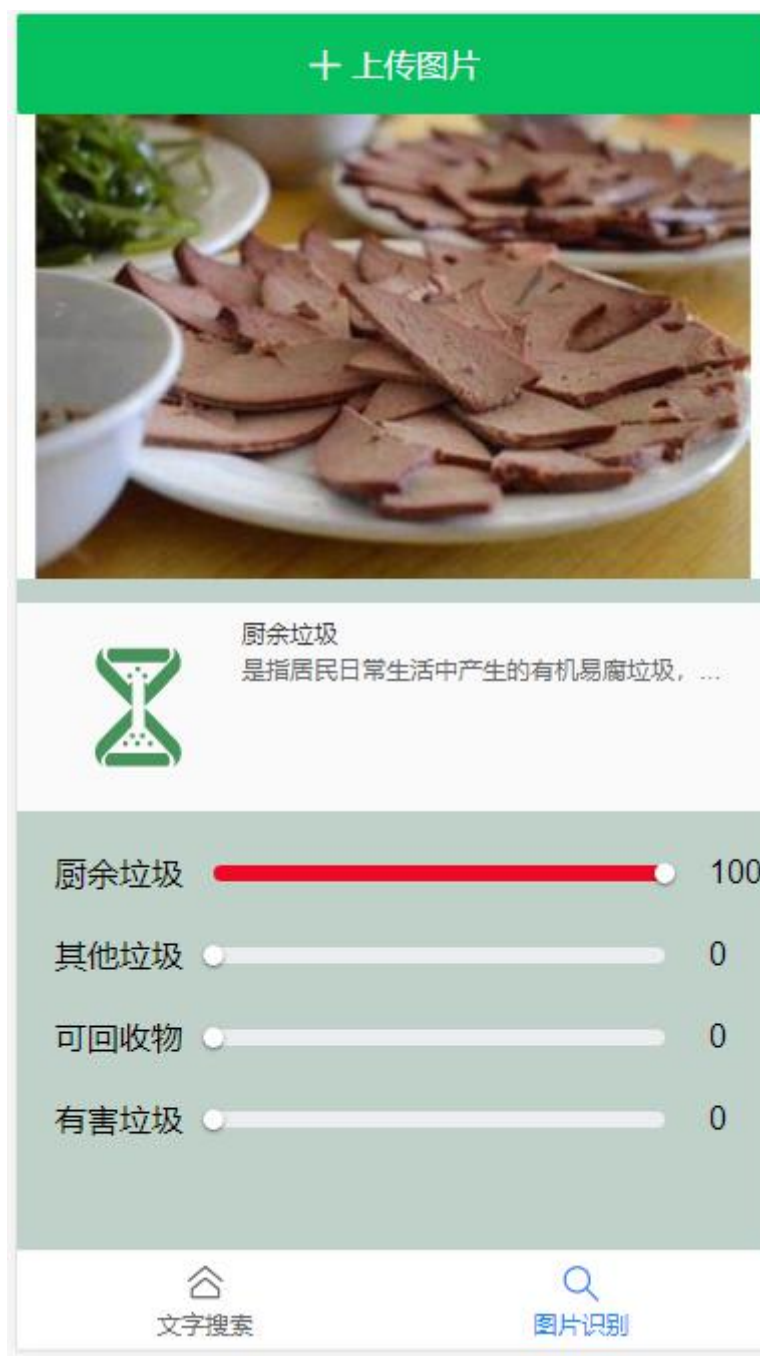 上传图片
厨余垃圾
是指居民日常生活中产生的有机易腐垃圾，...
厨余垃圾 100
其他垃圾 0
可回收物 0
有害垃圾 0
文字搜索 图片识别